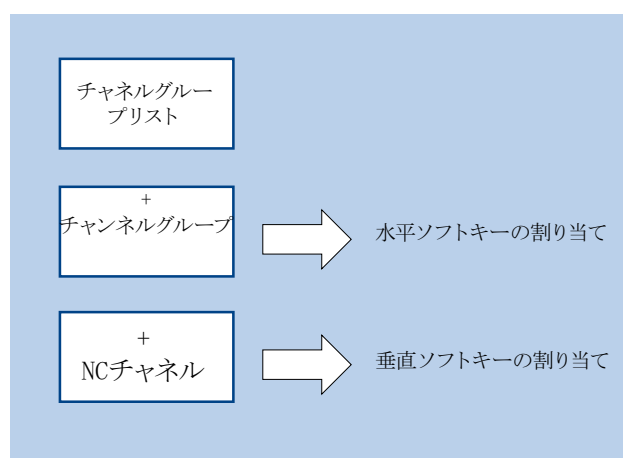 チャネルグルー
プリスト
+
チャンネルグループ
水平ソフトキーの割り当て
+
NCチャネル
垂直ソフトキーの割り当て